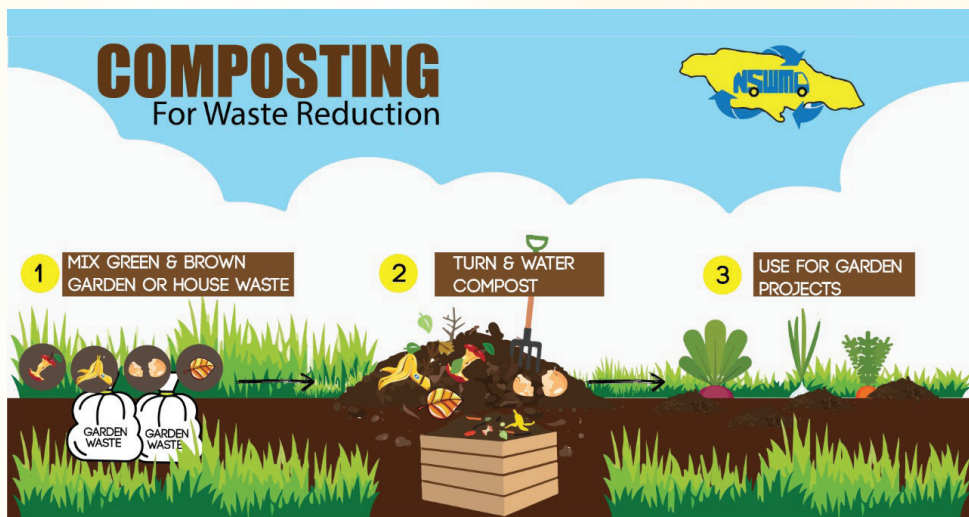 COMPOSTING
For Waste Reduction
NSWM
1
MIX GREEN & BROWN
GARDEN OR HOUSE WASTE
2
TURN & WATER
COMPOST
3
USE FOR GARDEN
PROJECTS
GARDEN
WASTE
GARDEN
WASTE